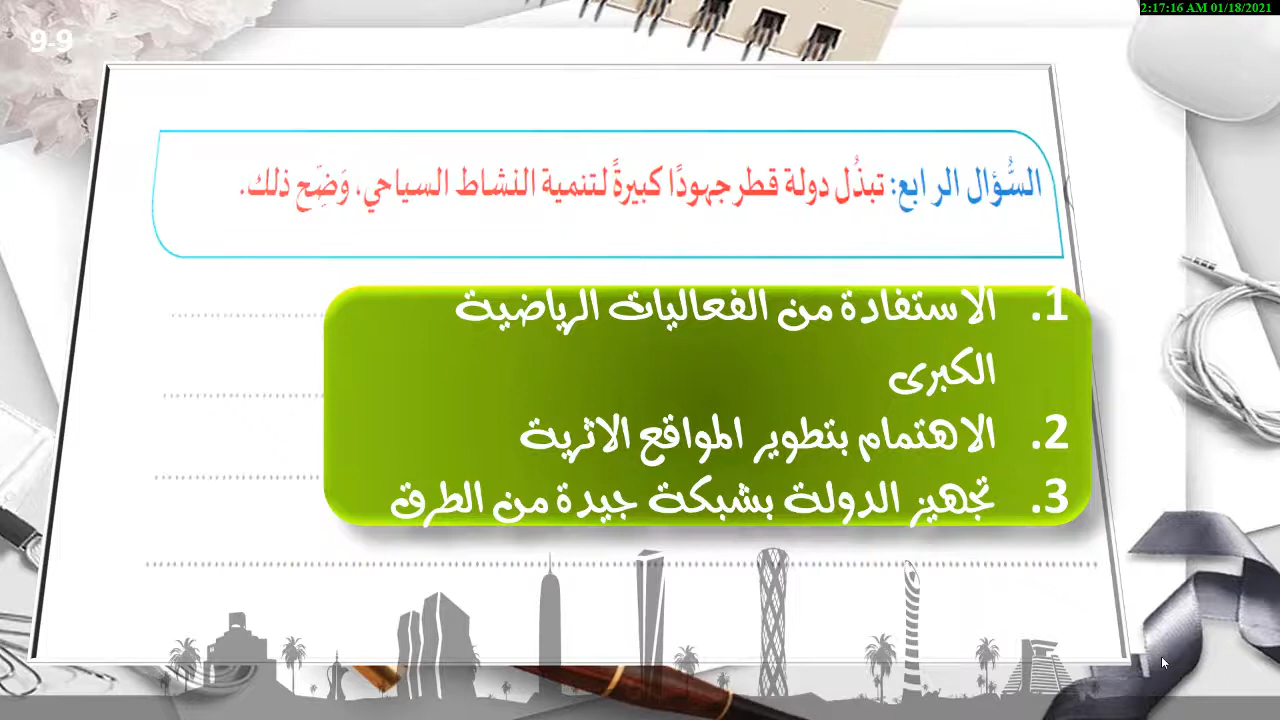 2:17:16 AM 01/18/2021
9-9
السُّؤال الرابع: تبذُل دولة قطر جهودًا كبيرةً لتنمية النشاط السياحي. وَضِّح ذلك.
1. الاستفادة من الفعاليات الرياضية
الكبرى
2. الاهتمام بتطوير المواقع الاثرية
3. تجهيز الدولة بشبكة جيدة من الطرق